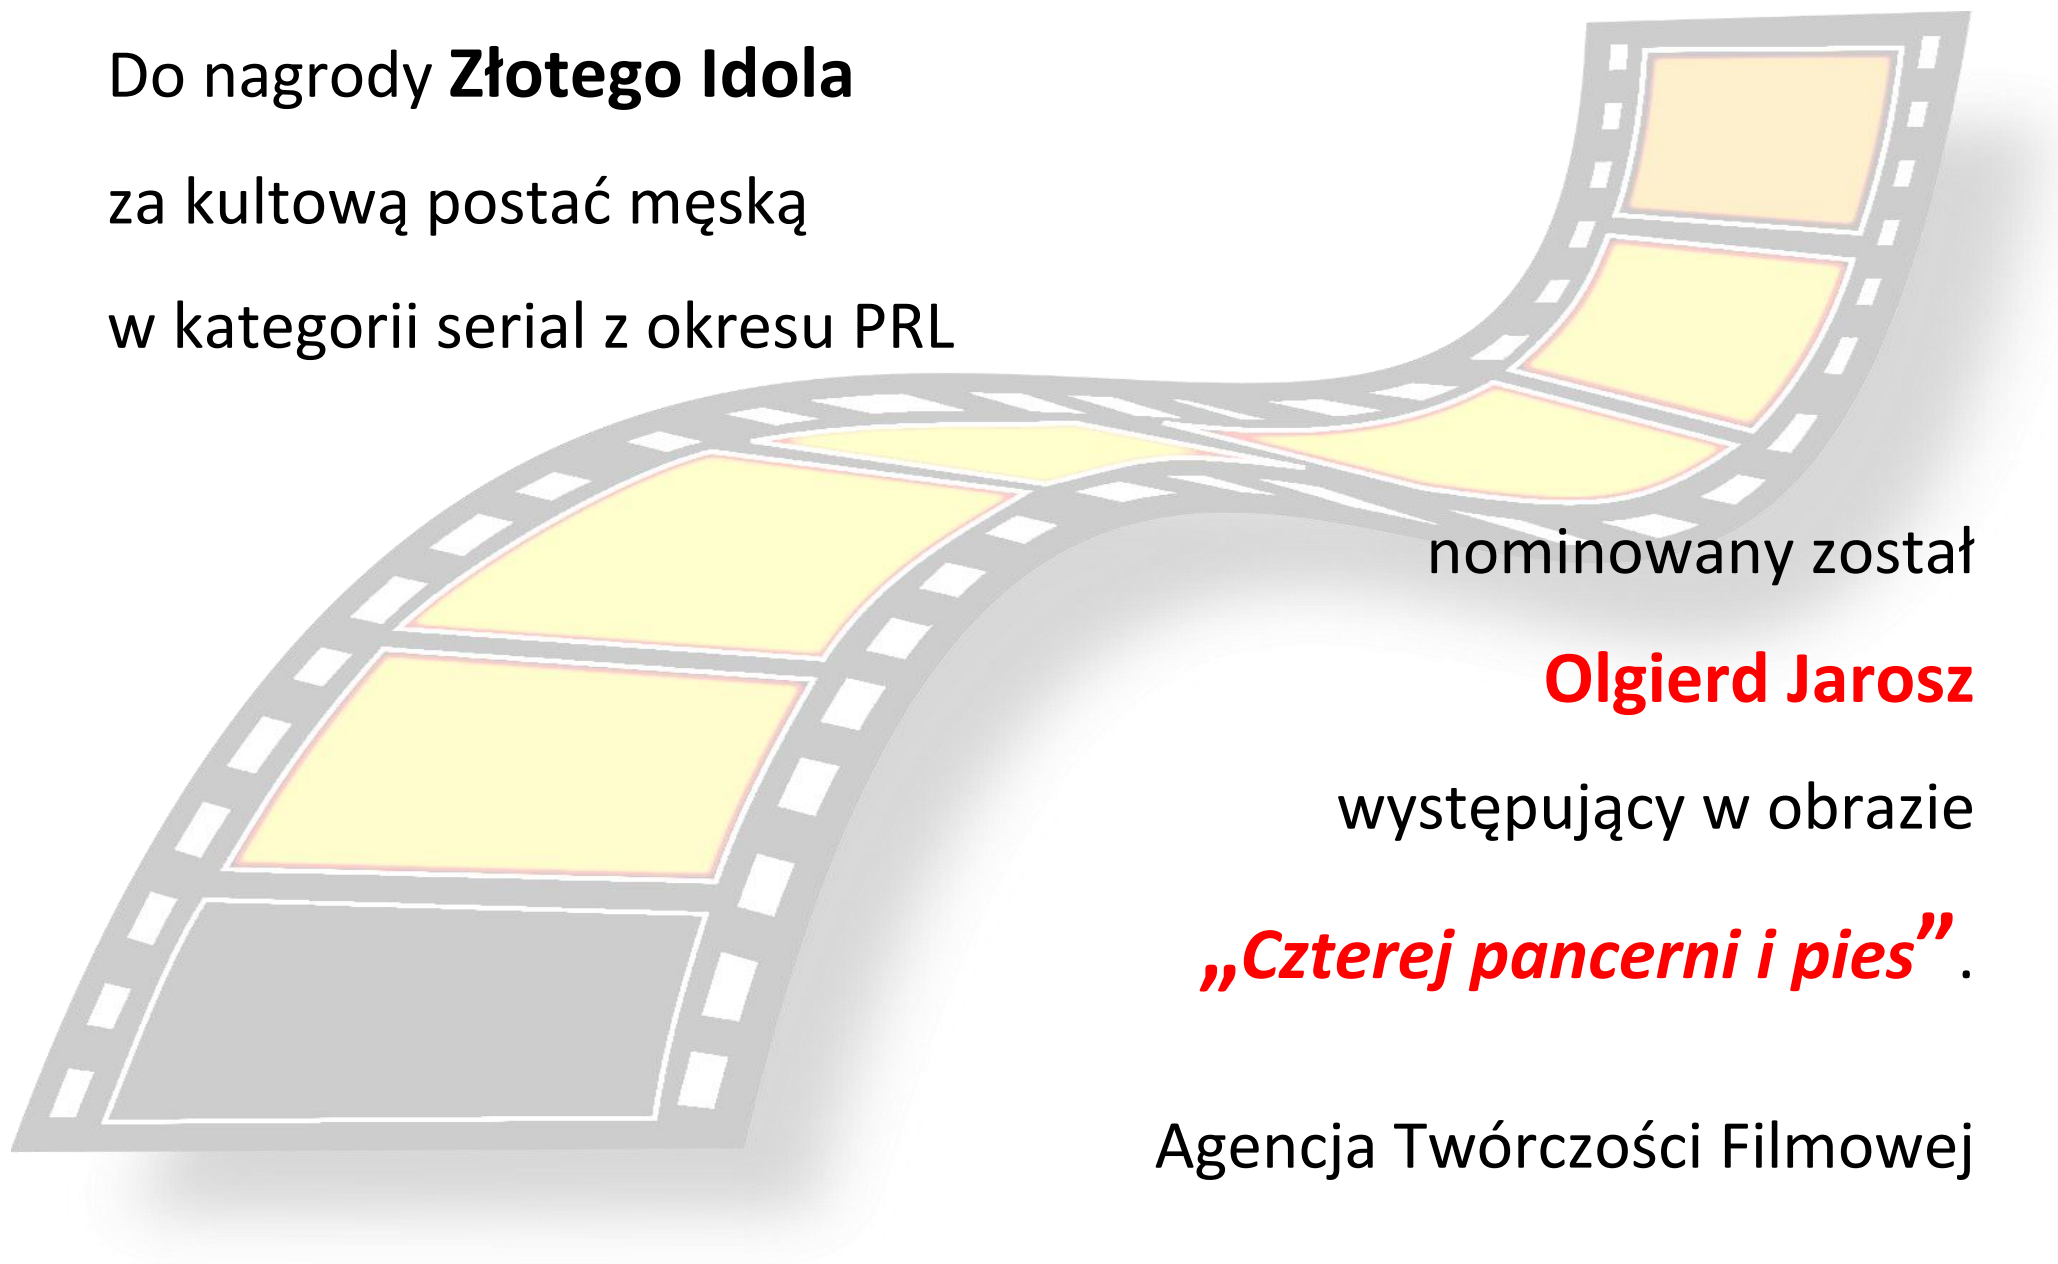 Do nagrody Złotego Idola
za kultową postać męską
w kategorii serial z okresu PRL
nominowany został
Olgierd Jarosz
występujący w obrazie
„Czterej pancerni i pies”.
Agencja Twórczości Filmowej